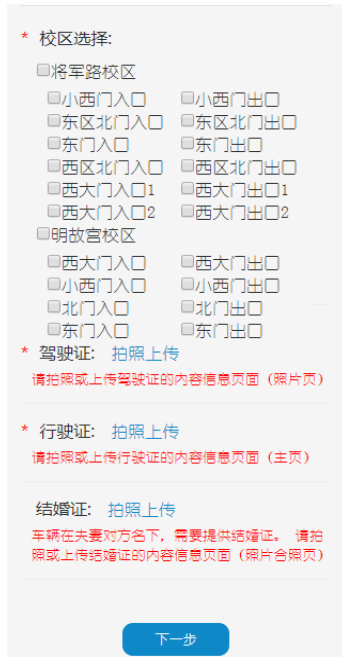 * 校区选择:
将军路校区
小西门入口 小西门出口
东区北门入口 东区北门出口
东门入口 东门出口
西区北门入口 西区北门出口
西大门入口1 西大门出口1
西大门入口2 西大门出口2
明故宫校区
西大门入口 西大门出口
小西门入口 小西门出口
北门入口 北门出口
东门入口 东门出口
* 驾驶证: 拍照上传
请拍照或上传驾驶证的内容信息页面（照片页）
* 行驶证: 拍照上传
请拍照或上传行驶证的内容信息页面（主页）
结婚证: 拍照上传
车辆在夫妻对方名下，需要提供结婚证。 请拍
照或上传结婚证的内容信息页面（照片合照页）
下一步